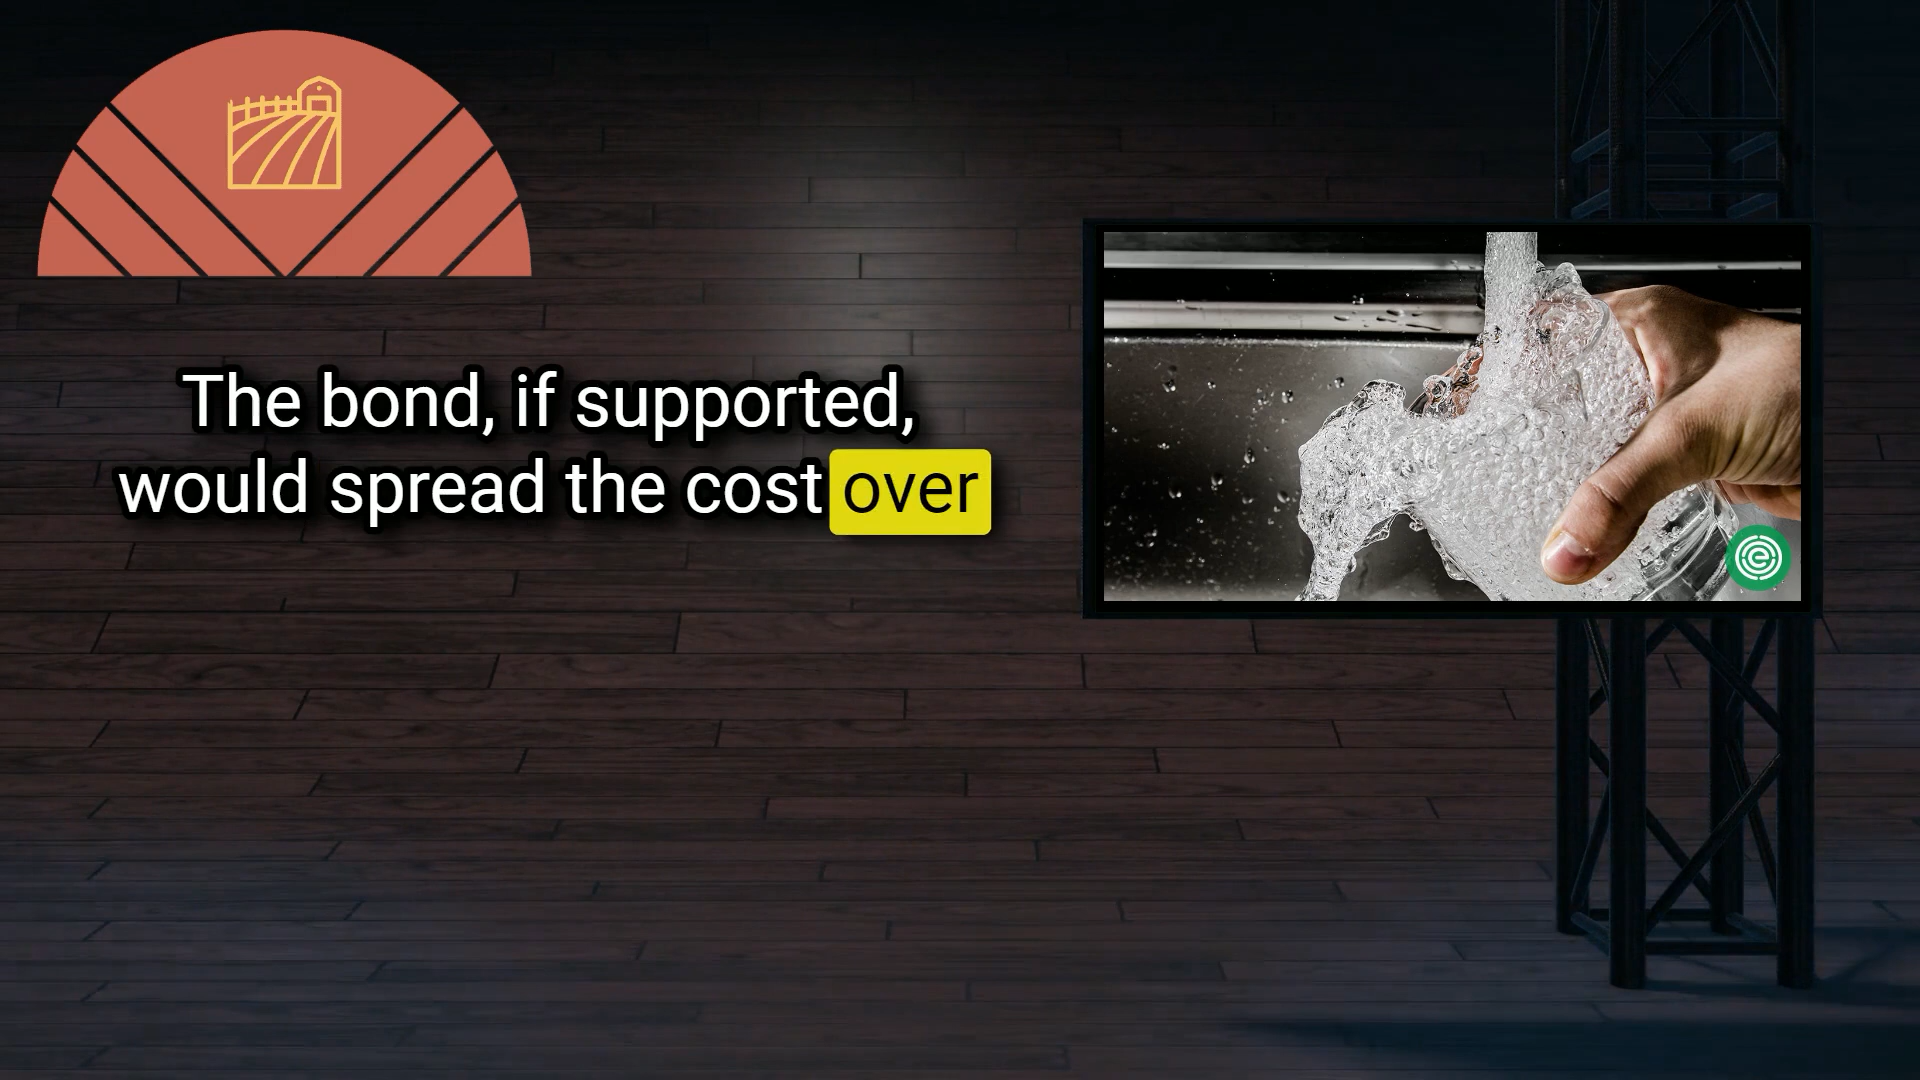 The bond, if supported,
would spread the cost over